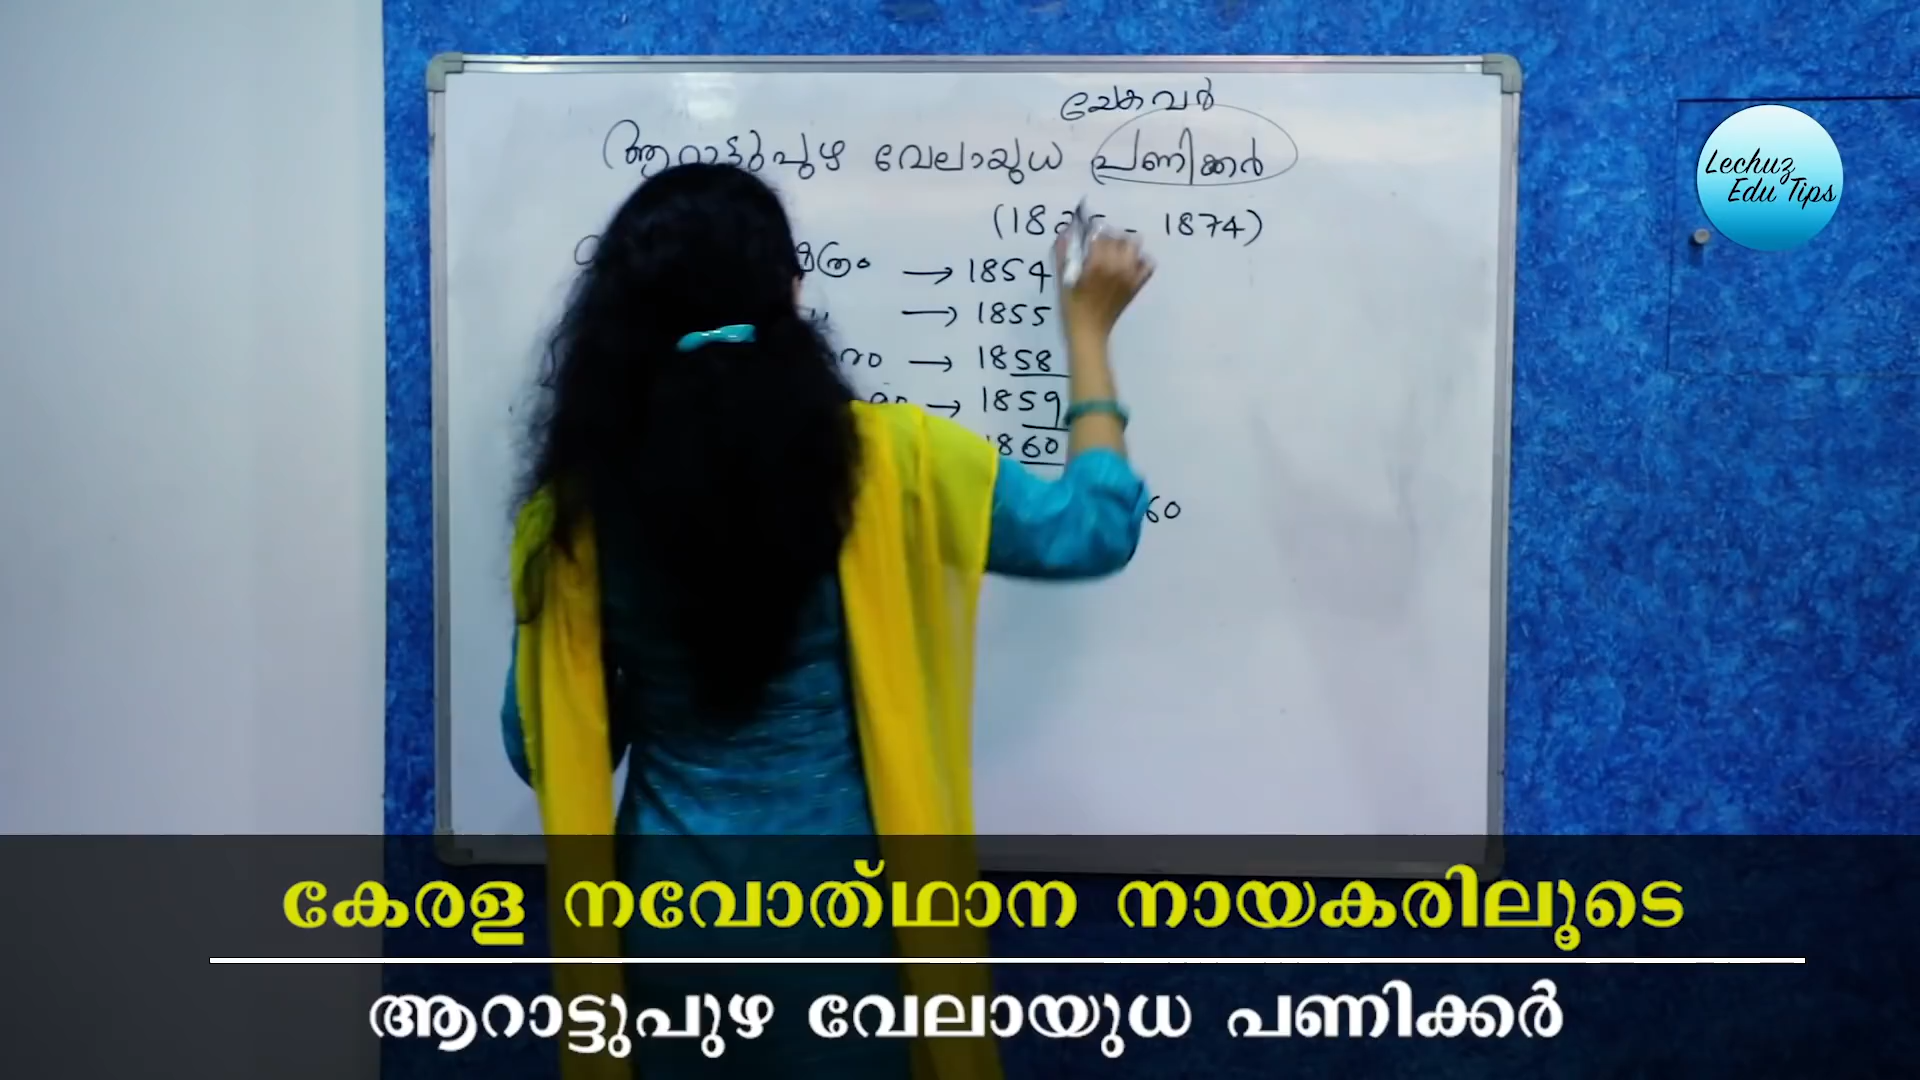 ചേകവർ
ആറാട്ടുപുഴ വേലായുധ പണിക്കർ
- 1874)
→ 1854
→ 1855
→ 1858
→ 1859
1860
60
Lechuz
Edu Tips
കേരള നവോത്ഥാന നായകരിലൂടെ
ആറാട്ടുപുഴ വേലായുധ പണിക്കർ